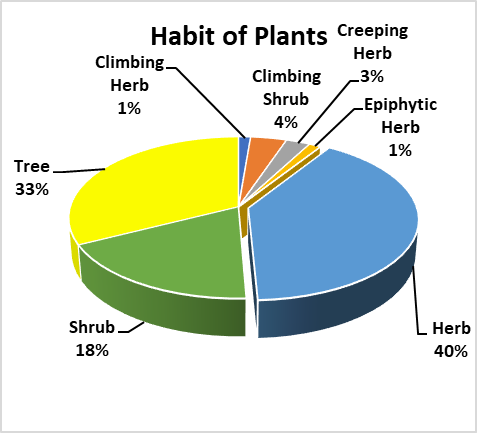 Habit of Plants
Climbing
Herb
1%
Climbing
Shrub
4%
Creeping
Herb
3%
Epiphytic
Herb
1%
Tree
33%
Shrub
18%
Herb
40%